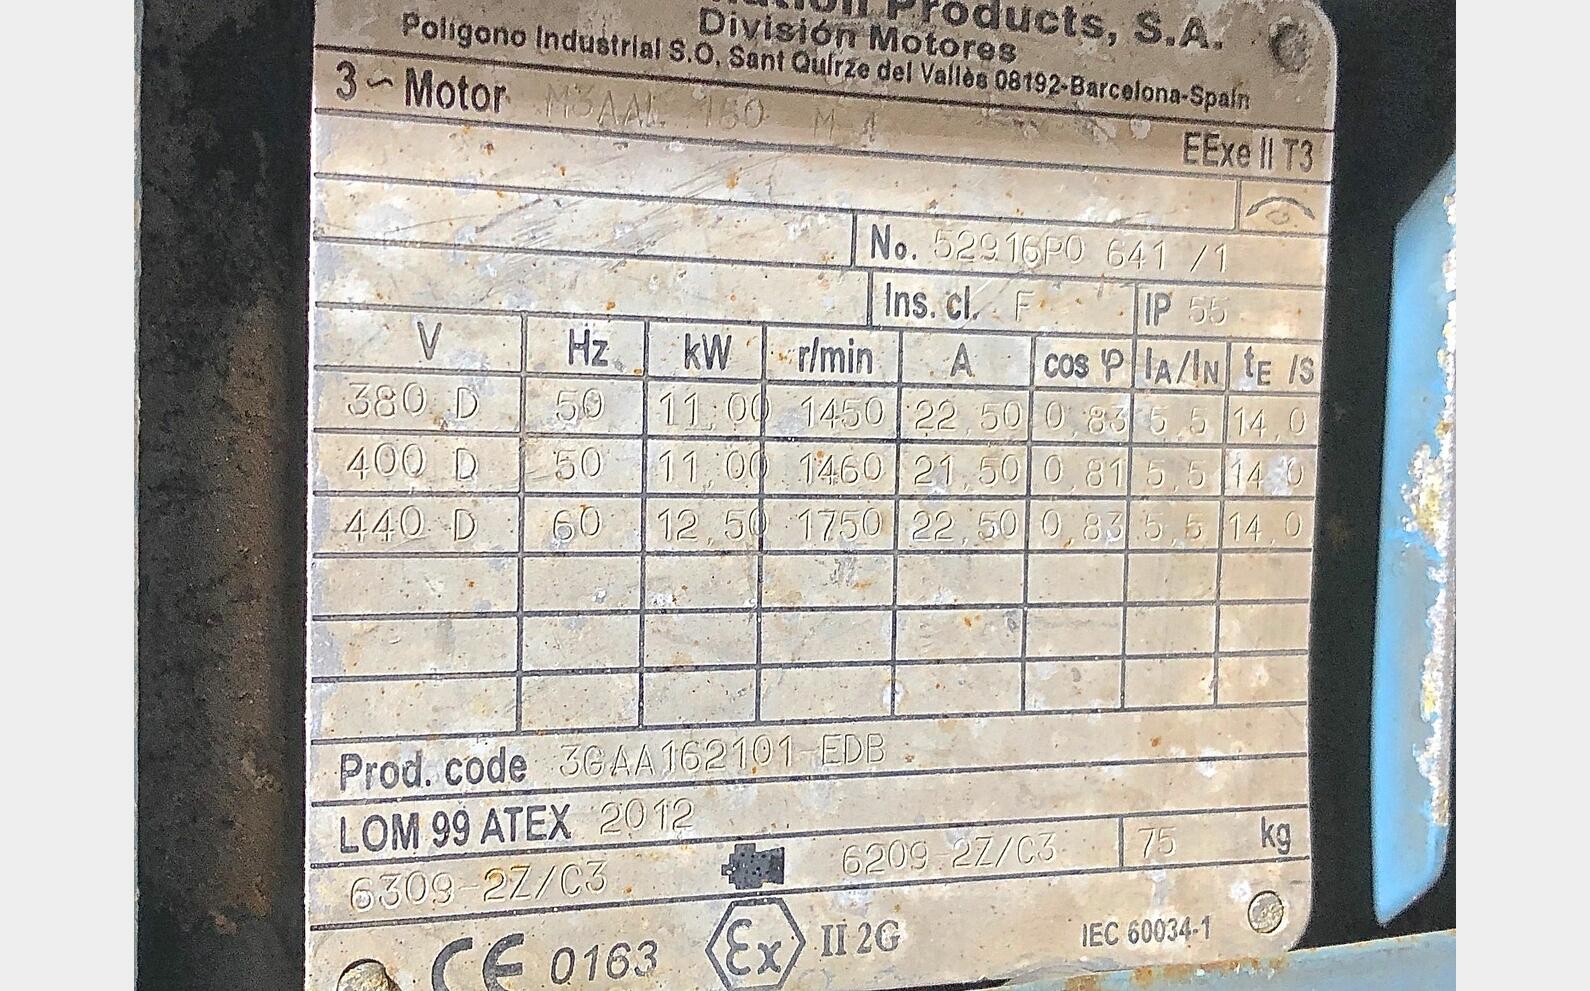 Products, S.A.
División Motores
Polígono Industrial S.O, Sant Quirze del Vallès 08192-Barcelona-Spain
3~Motor M3AAL 160 M 4
EExe II T3
No. 52916P0 641 /1
Ins. cl. F IP 55
V Hz kW r/min A cos φ IA/IN tE /S
380 D 50 11,00 1450 22,50 0,83 5,5 14,0
400 D 50 11,00 1460 21,50 0,81 5,5 14,0
440 D 60 12,50 1750 22,50 0,83 5,5 14,0
Prod. code 3GAA162101-EDB
LOM 99 ATEX 2012
6309-2Z/C3 6209-2Z/C3 75 kg
CE 0163 Ex II 2G IEC 60034-1